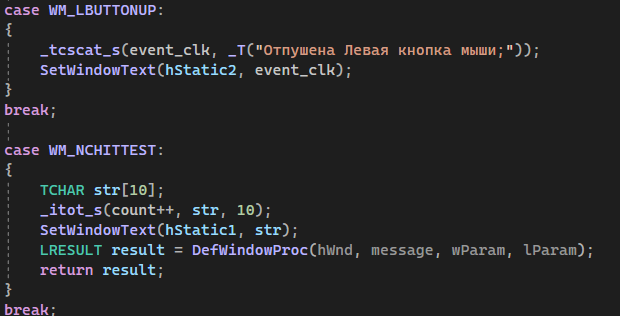 case WM_LBUTTONUP:
{
_tcscat_s(event_clk, _T("Отпушена Левая кнопка мыши;"));
SetWindowText(hStatic2, event_clk);
}
break;
case WM_NCHITTEST:
{
TCHAR str[10];
_itot_s(count++, str, 10);
SetWindowText(hStatic1, str);
LRESULT result = DefWindowProc(hWnd, message, wParam, lParam);
return result;
}
break;